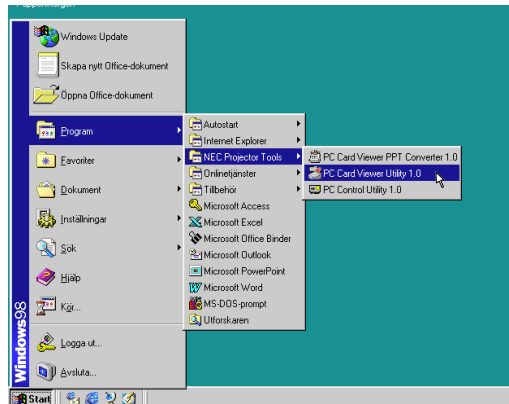 Papperskorgen
Windows Update
Skapa nytt Office-dokument
Öppna Office-dokument
Program
Favoriter
Dokument
Inställningar
Sök
Hjälp
Kör...
Logga ut...
Avsluta...
Windows98
Autostart
Internet Explorer
NEC Projector Tools
Onlinetjänster
Tillbehör
Microsoft Access
Microsoft Excel
Microsoft Office Binder
Microsoft Outlook
Microsoft PowerPoint
Microsoft Word
MS-DOS-prompt
Utforskaren
PC Card Viewer PPT Converter 1.0
PC Card Viewer Utility 1.0
PC Control Utility 1.0
Start